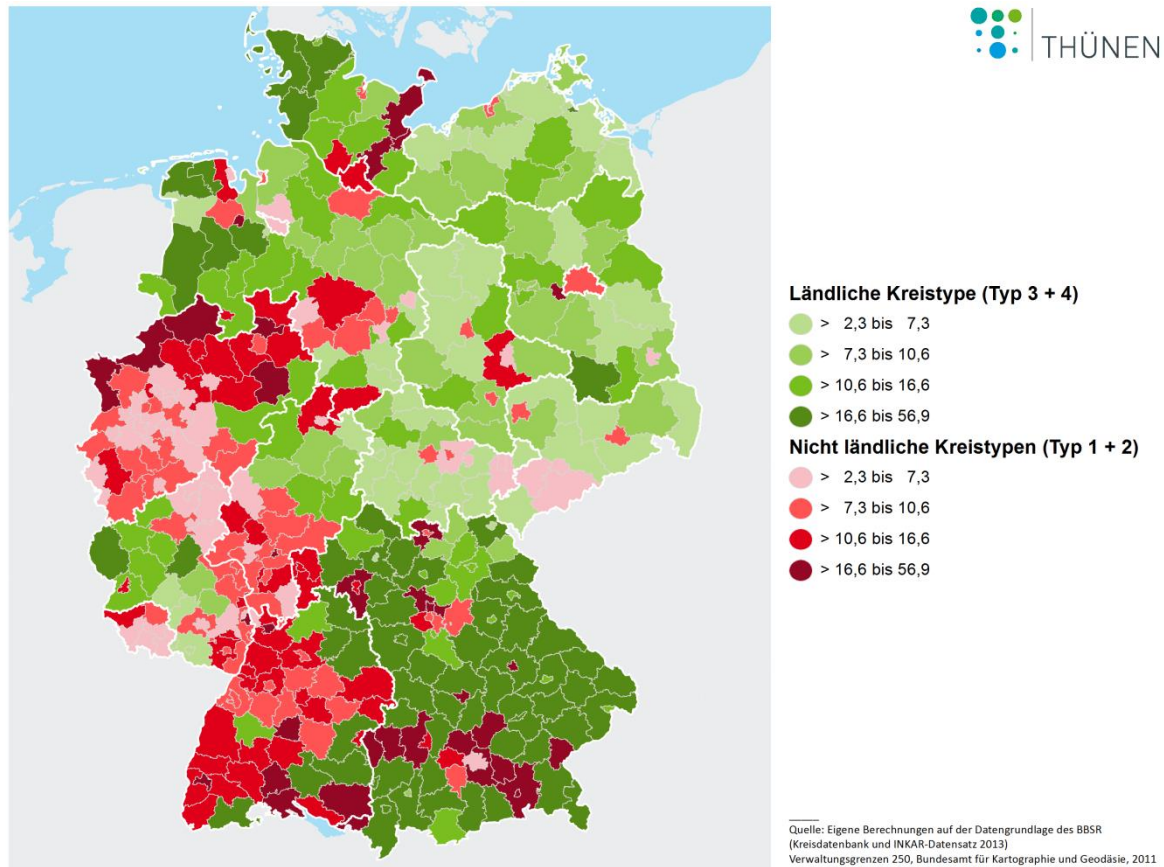 THÜNEN
Ländliche Kreistype (Typ 3 + 4)
> 2,3 bis 7,3
> 7,3 bis 10,6
> 10,6 bis 16,6
> 16,6 bis 56,9
Nicht ländliche Kreistypen (Typ 1 + 2)
> 2,3 bis 7,3
> 7,3 bis 10,6
> 10,6 bis 16,6
> 16,6 bis 56,9
Quelle: Eigene Berechnungen auf der Datengrundlage des BBSR
(Kreisdatenbank und INKAR-Datensatz 2013)
Verwaltungsgrenzen 250, Bundesamt für Kartographie und Geodäsie, 2011